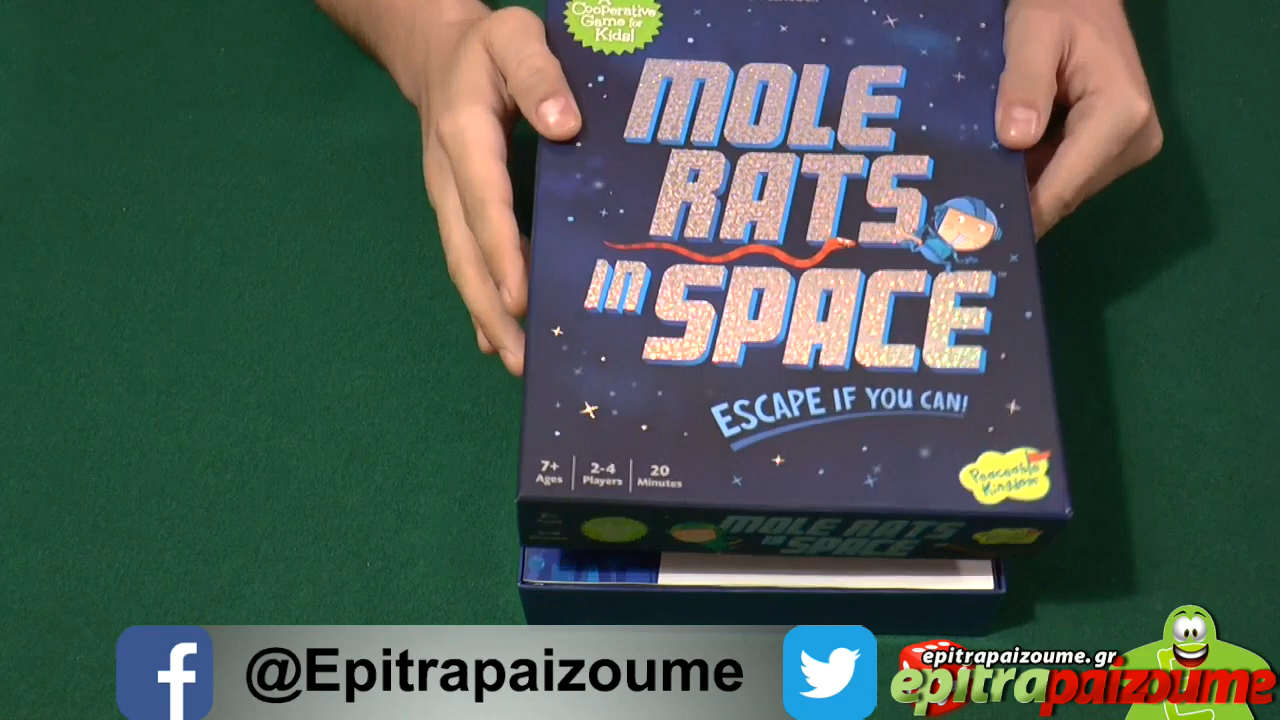 A
Cooperative
Game for
Kids!
MOLE
RATS
IN SPACE
ESCAPE IF YOU CAN!
7+
Ages
2-4
Players
20
Minutes
Peaceable
Kingdom
MOLE RATS
IN SPACE
@Epitrapaizoume
epitrapaizoume.gr
epitrapaizoume